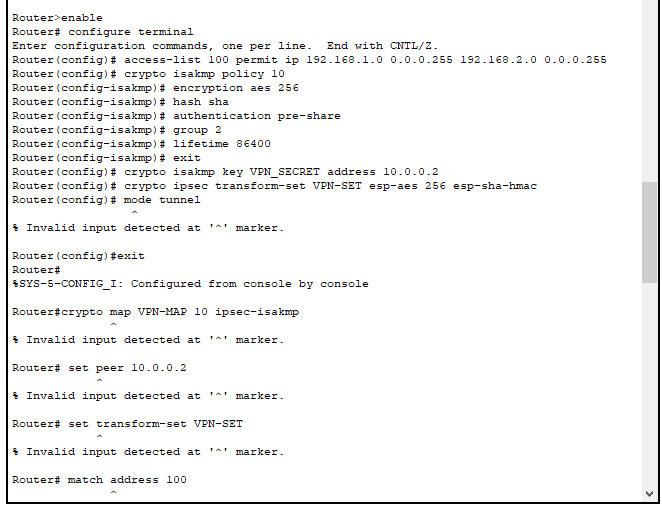 Router>enable
Router# configure terminal
Enter configuration commands, one per line.  End with CNTL/Z.
Router(config)# access-list 100 permit ip 192.168.1.0 0.0.0.255 192.168.2.0 0.0.0.255
Router(config)# crypto isakmp policy 10
Router(config-isakmp)# encryption aes 256
Router(config-isakmp)# hash sha
Router(config-isakmp)# authentication pre-share
Router(config-isakmp)# group 2
Router(config-isakmp)# lifetime 86400
Router(config-isakmp)# exit
Router(config)# crypto isakmp key VPN_SECRET address 10.0.0.2
Router(config)# crypto ipsec transform-set VPN-SET esp-aes 256 esp-sha-hmac
Router(config)# mode tunnel
^
% Invalid input detected at '^' marker.
Router(config)#exit
Router#
%SYS-5-CONFIG_I: Configured from console by console
Router#crypto map VPN-MAP 10 ipsec-isakmp
^
% Invalid input detected at '^' marker.
Router# set peer 10.0.0.2
^
% Invalid input detected at '^' marker.
Router# set transform-set VPN-SET
^
% Invalid input detected at '^' marker.
Router# match address 100
^